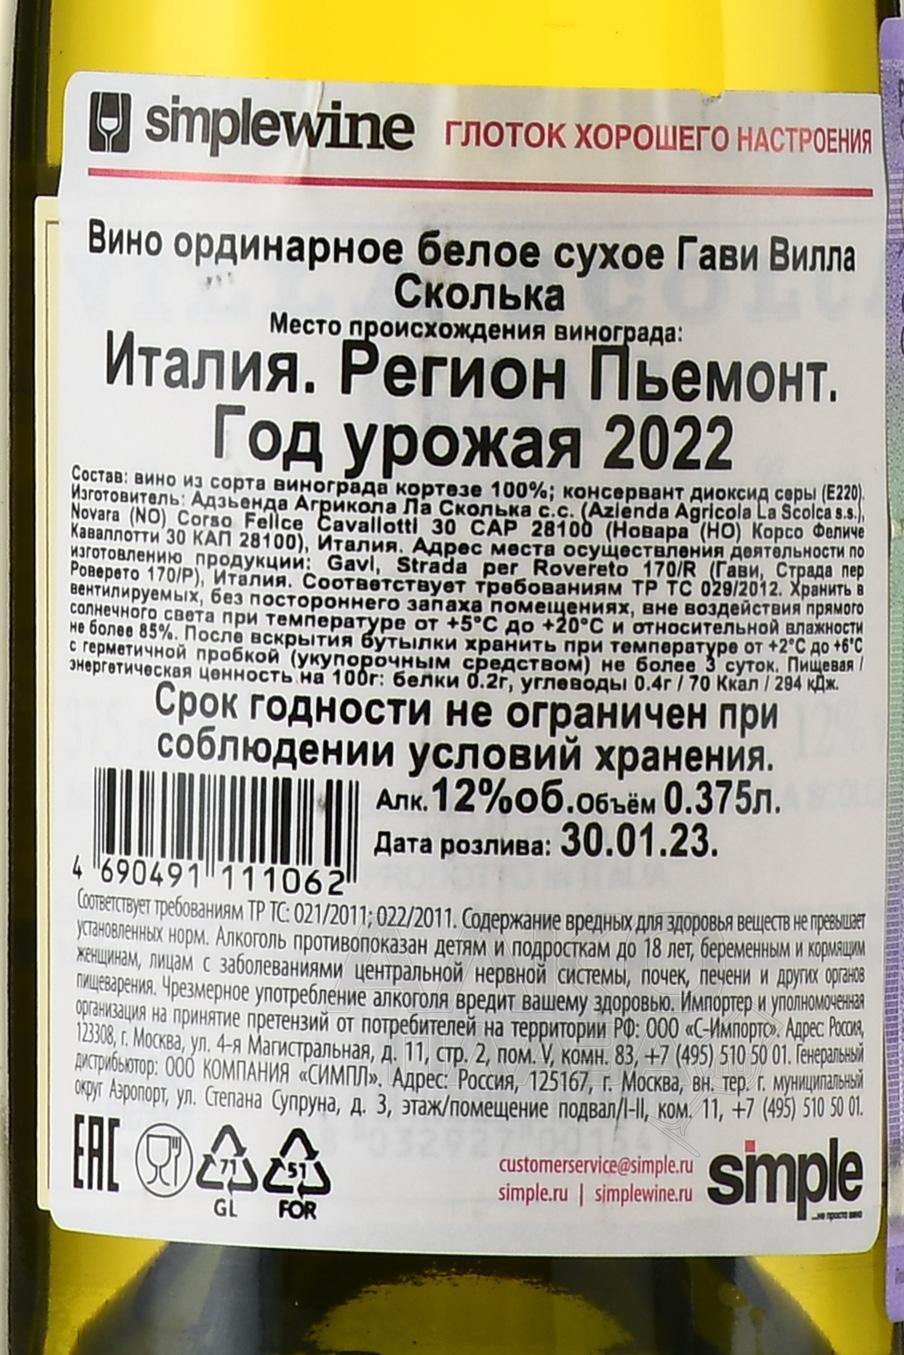 simplewine ГЛОТОК ХОРОШЕГО НАСТРОЕНИЯ
Вино ординарное белое сухое Гави Вилла
Сколька
Место происхождения винограда:
Италия. Регион Пьемонт.
Год урожая 2022
Состав: вино из сорта винограда кортезе 100%; консервант диоксид серы (E220).
Изготовитель: Адзьенда Агрикола Ла Сколька с.с. (Azienda Agricola La Scolca s.s.),
Novara (NO) Corso Felice Cavallotti 30 CAP 28100 (Новара (НО) Корсо Феличе
Каваллотти 30 КАП 28100), Италия. Адрес места осуществления деятельности по
изготовлению продукции: Gavi, Strada per Rovereto 170/R (Гави, Страда пер
Роверето 170/Р), Италия. Соответствует требованиям ТР ТС 029/2012. Хранить в
вентилируемых, без постороннего запаха помещениях, вне воздействия прямого
солнечного света при температуре от +5°C до +20°C и относительной влажности
не более 85%. После вскрытия бутылки хранить при температуре от +2°C до +6°C
с герметичной пробкой (укупорочным средством) не более 3 суток. Пищевая /
энергетическая ценность на 100г: белки 0.2г, углеводы 0.4г / 70 Ккал / 294 кДж.
Срок годности не ограничен при
соблюдении условий хранения.
Алк. 12%об. Объём 0.375л.
Дата розлива: 30.01.23.
4 690491 111062
Соответствует требованиям ТР ТС: 021/2011; 022/2011. Содержание вредных для здоровья веществ не превышает
установленных норм. Алкоголь противопоказан детям и подросткам до 18 лет, беременным и кормящим
женщинам, лицам с заболеваниями центральной нервной системы, почек, печени и других органов
пищеварения. Чрезмерное употребление алкоголя вредит вашему здоровью. Импортер и уполномоченная
организация на принятие претензий от потребителей на территории РФ: ООО «С-Импортс». Адрес: Россия,
123308, г. Москва, ул. 4-я Магистральная, д. 11, стр. 2, пом. V, комн. 83, +7 (495) 510 50 01. Генеральный
дистрибьютор: ООО КОМПАНИЯ «СИМПЛ». Адрес: Россия, 125167, г. Москва, вн. тер. г. муниципальный
округ Аэропорт, ул. Степана Супруна, д. 3, этаж/помещение подвал/I-II, ком. 11, +7 (495) 510 50 01.
EAC 71 GL 51 FOR
customerservice@simple.ru
simple.ru | simplewine.ru
simple
...не просто вино